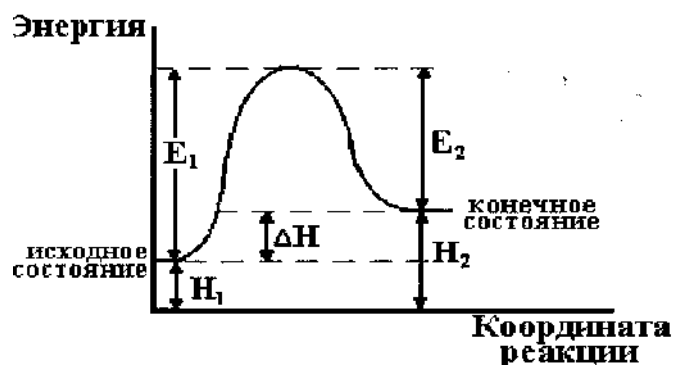 Энергия
E₁
E₂
конечное
состояние
ΔH
исходное
состояние
H₂
H₁
Координата
реакции